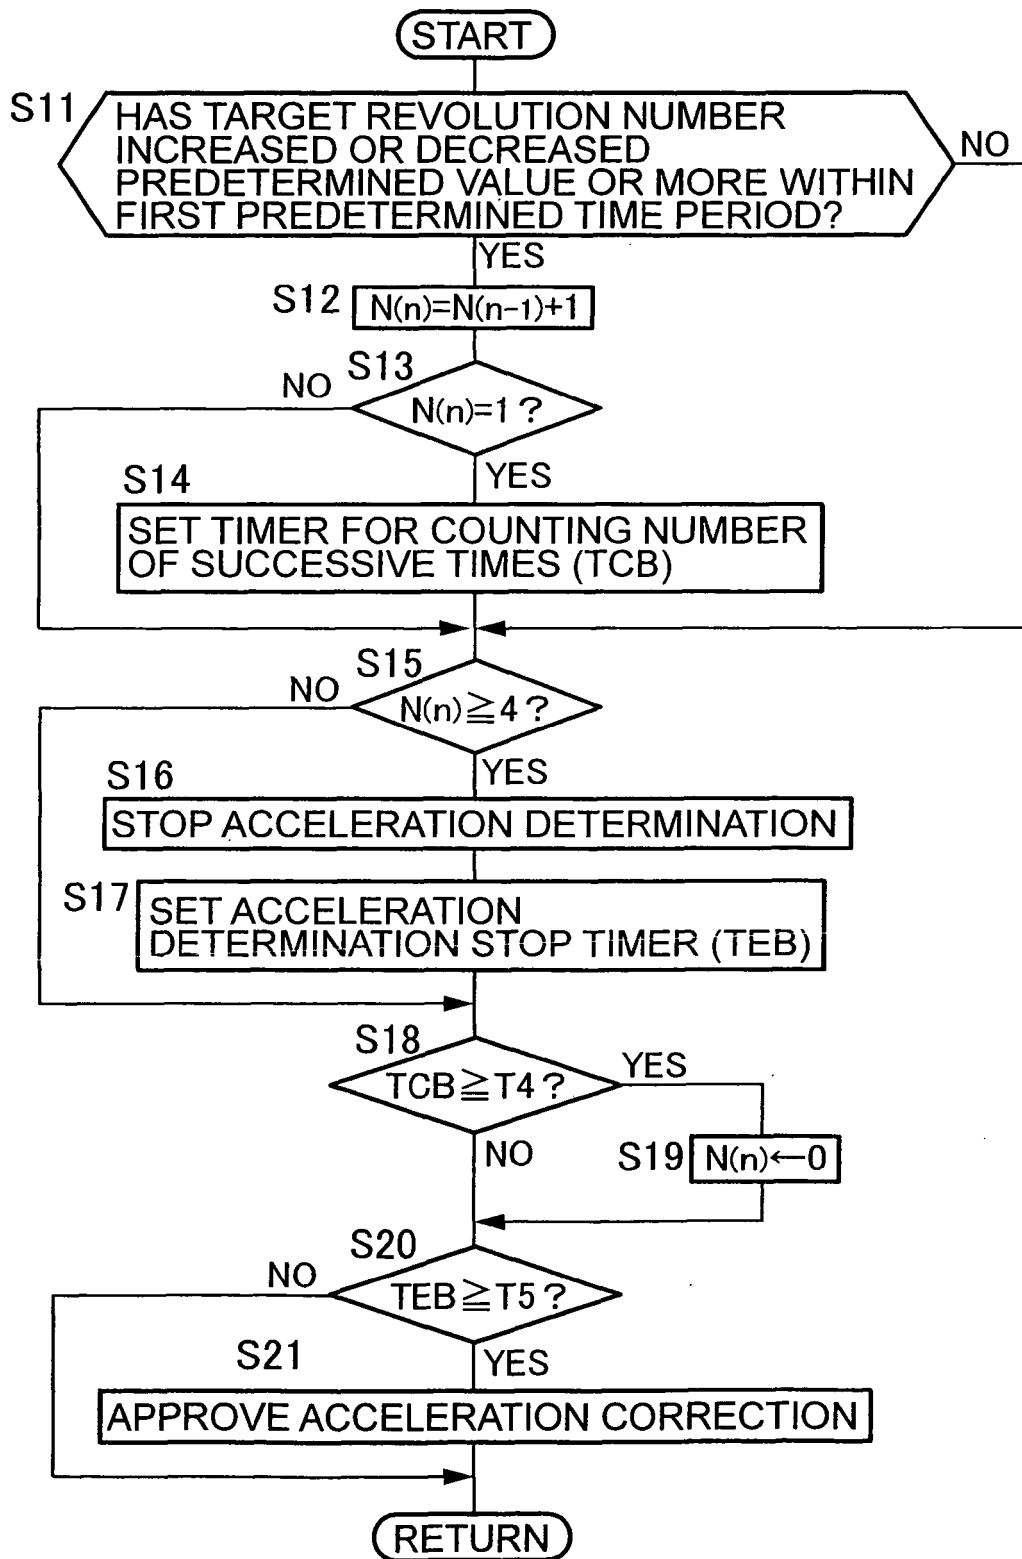 START
S11
HAS TARGET REVOLUTION NUMBER
INCREASED OR DECREASED
PREDETERMINED VALUE OR MORE WITHIN
FIRST PREDETERMINED TIME PERIOD?
NO
YES
S12
N(n)=N(n-1)+1
S13
NO
N(n)=1?
YES
S14
SET TIMER FOR COUNTING NUMBER
OF SUCCESSIVE TIMES (TCB)
S15
NO
N(n)≧4?
YES
S16
STOP ACCELERATION DETERMINATION
S17
SET ACCELERATION
DETERMINATION STOP TIMER (TEB)
S18
TCB≧T4?
YES
NO
S19
N(n)←0
S20
NO
TEB≧T5?
YES
S21
APPROVE ACCELERATION CORRECTION
RETURN